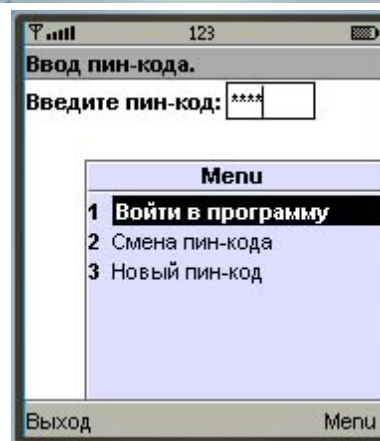 123
Ввод пин-кода.
Введите пин-код: ****
Menu
1 Войти в программу
2 Смена пин-кода
3 Новый пин-код
Выход Menu